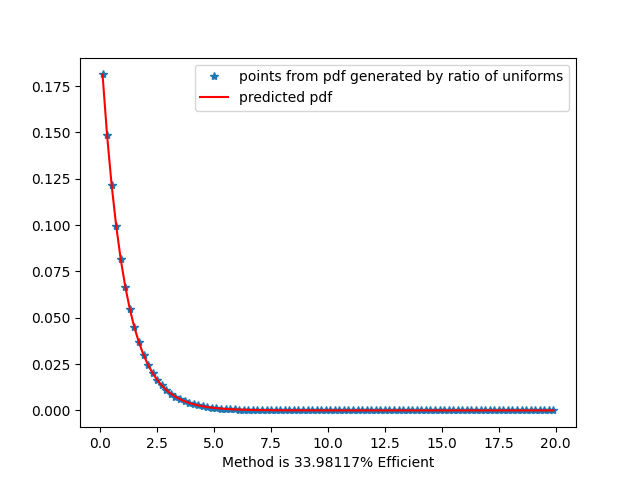 points from pdf generated by ratio of uniforms
predicted pdf
0.175
0.150
0.125
0.100
0.075
0.050
0.025
0.000
0.0 2.5 5.0 7.5 10.0 12.5 15.0 17.5 20.0
Method is 33.98117% Efficient